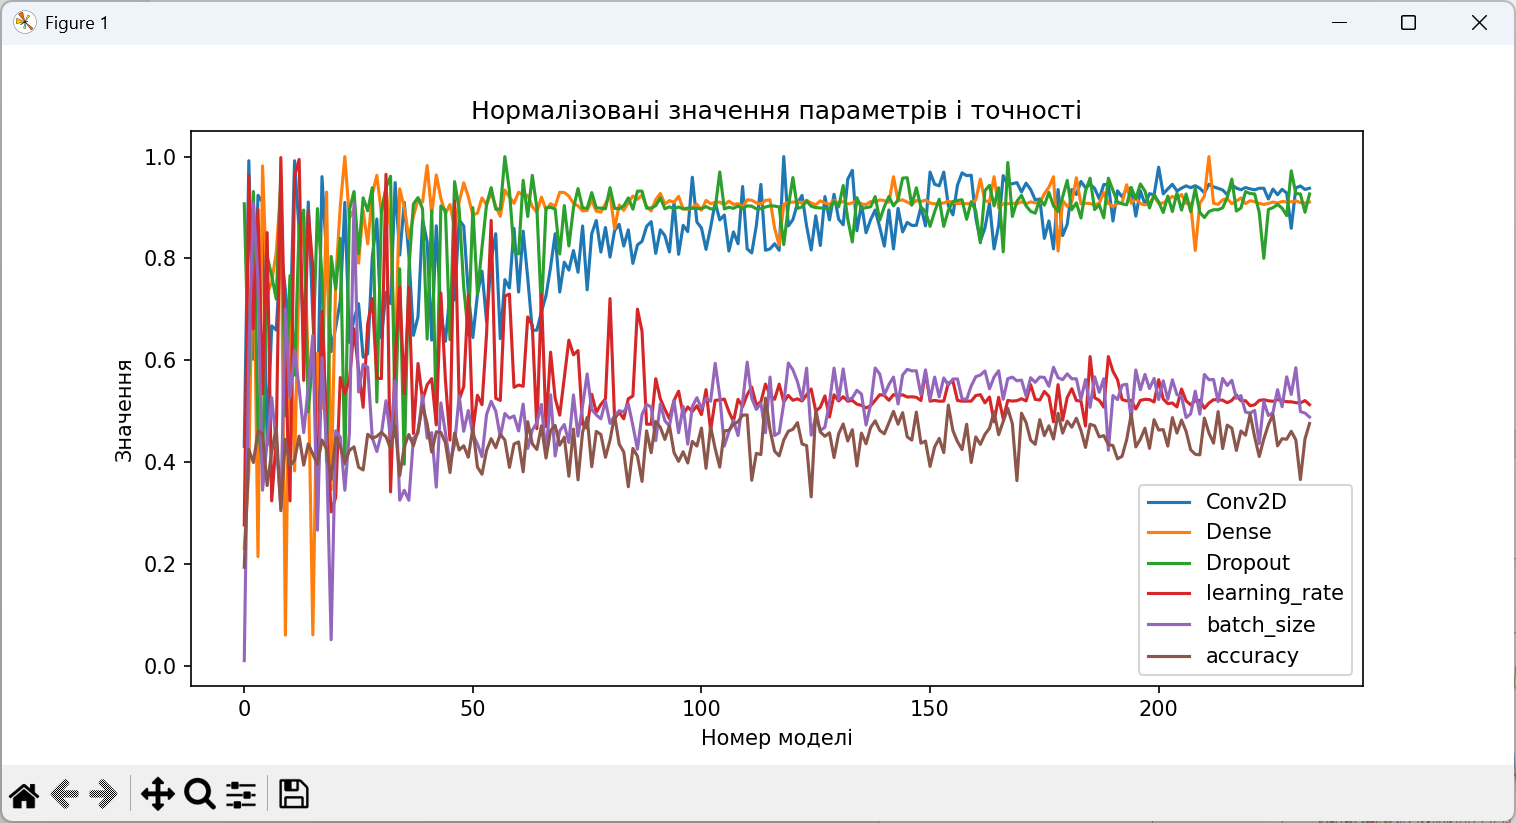 Figure 1
Нормалізовані значення параметрів і точності
1.0
0.8
0.6
0.4
0.2
0.0
Значення
0 50 100 150 200
Номер моделі
Conv2D
Dense
Dropout
learning_rate
batch_size
accuracy